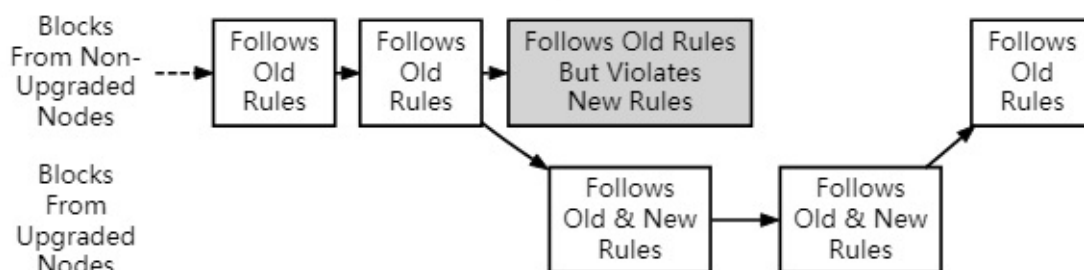 Blocks
From Non-
Upgraded
Nodes
Follows
Old
Rules
Follows
Old
Rules
Follows Old Rules
But Violates
New Rules
Follows
Old
Rules
Blocks
From
Upgraded
Nodes
Follows
Old & New
Rules
Follows
Old & New
Rules